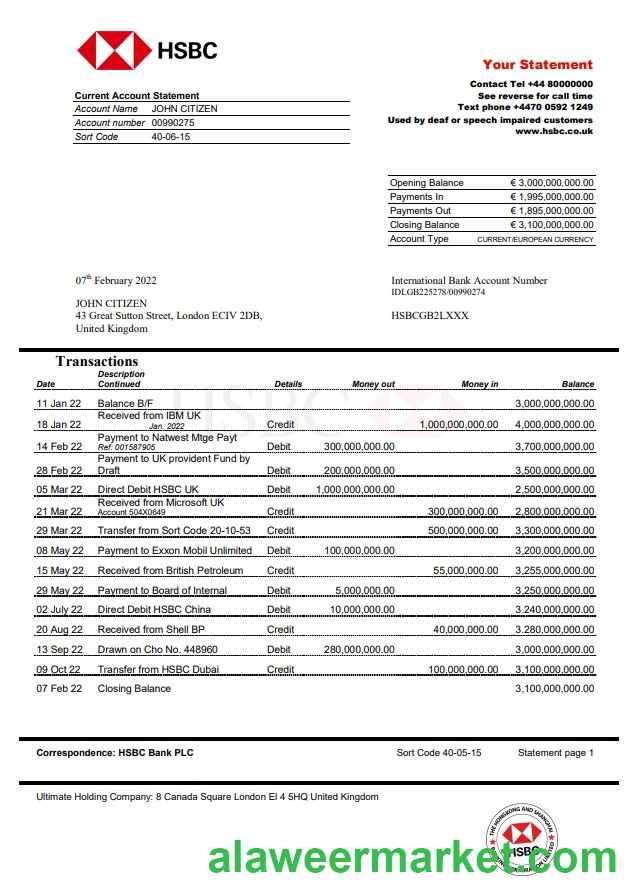 HSBC
Your Statement
Contact Tel +44 80000000
See reverse for call time
Text phone +4470 0592 1249
Used by deaf or speech impaired customers
www.hsbc.co.uk
Current Account Statement
Account Name JOHN CITIZEN
Account number 00990275
Sort Code 40-06-15
Opening Balance € 3,000,000,000.00
Payments In € 1,995,000,000.00
Payments Out € 1,895,000,000.00
Closing Balance € 3,100,000,000.00
Account Type CURRENT/EUROPEAN CURRENCY
07th February 2022
JOHN CITIZEN
43 Great Sutton Street, London ECIV 2DB,
United Kingdom
International Bank Account Number
IDLGB225278/00990274
HSBCGB2LXXX
Transactions
Date Description Continued Details Money out Money in Balance
HSBC
11 Jan 22 Balance B/F 3,000,000,000.00
18 Jan 22 Received from IBM UK Jan. 2022 Credit 1,000,000,000.00 4,000,000,000.00
14 Feb 22 Payment to Natwest Mtge Payt Ref. 001587905 Debit 300,000,000.00 3,700,000,000.00
28 Feb 22 Payment to UK provident Fund by Draft Debit 200,000,000.00 3,500,000,000.00
05 Mar 22 Direct Debit HSBC UK Debit 1,000,000,000.00 2,500,000,000.00
21 Mar 22 Received from Microsoft UK Account 504X0649 Credit 300,000,000.00 2,800,000,000.00
29 Mar 22 Transfer from Sort Code 20-10-53 Credit 500,000,000.00 3,300,000,000.00
08 May 22 Payment to Exxon Mobil Unlimited Debit 100,000,000.00 3,200,000,000.00
15 May 22 Received from British Petroleum Credit 55,000,000.00 3,255,000,000.00
29 May 22 Payment to Board of Internal Debit 5,000,000.00 3,250,000,000.00
02 July 22 Direct Debit HSBC China Debit 10,000,000.00 3.240,000,000.00
20 Aug 22 Received from Shell BP Credit 40,000,000.00 3.280,000,000.00
13 Sep 22 Drawn on Cho No. 448960 Debit 280,000,000.00 3,000,000,000.00
09 Oct 22 Transfer from HSBC Dubai Credit 100,000,000.00 3,100,000,000.00
07 Feb 22 Closing Balance 3,100,000,000.00
Correspondence: HSBC Bank PLC Sort Code 40-05-15 Statement page 1
Ultimate Holding Company: 8 Canada Square London El 4 5HQ United Kingdom
THE HONGKONG AND SHANGHAI
HSBC
alaweermarket.com